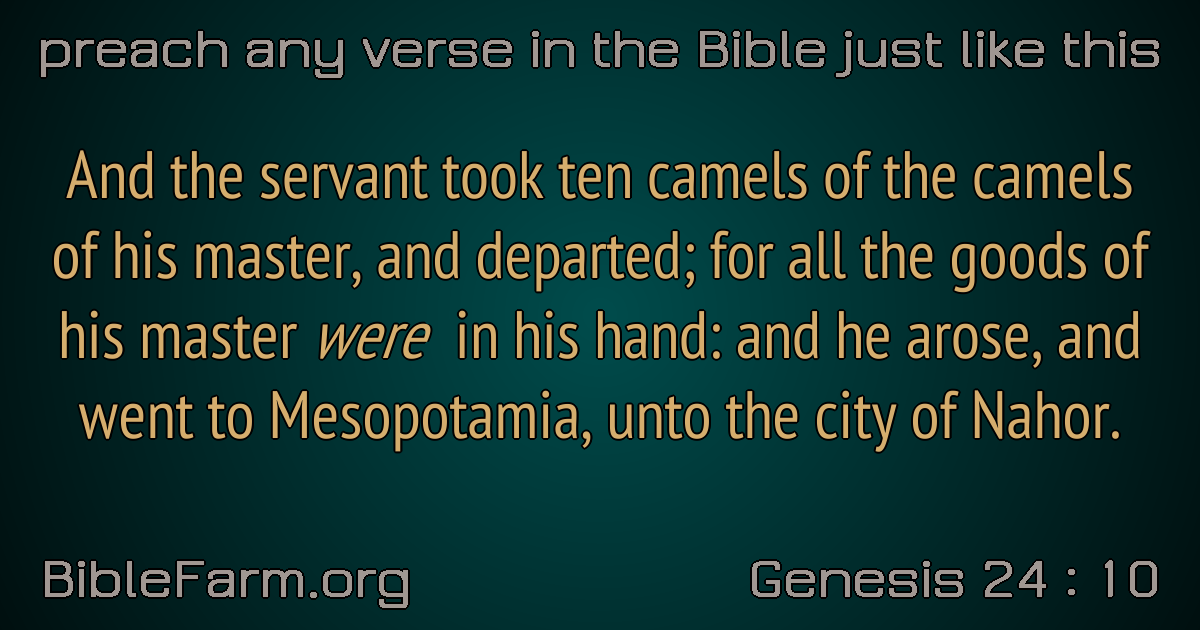 preach any verse in the Bible just like this
And the servant took ten camels of the camels
of his master, and departed; for all the goods of
his master were in his hand: and he arose, and
went to Mesopotamia, unto the city of Nahor.
BibleFarm.org
Genesis 24 : 10